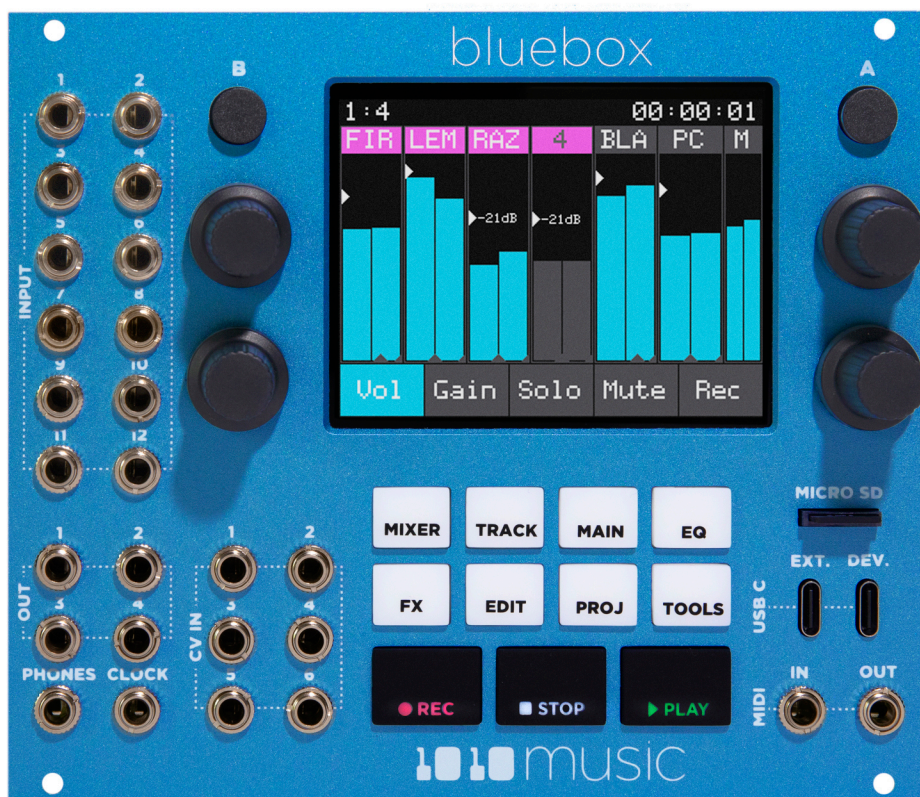 bluebox
B
A
1 2
3 4
5 6
7 8
9 10
11 12
INPUT
1:4 00:00:01
FIR LEM RAZ 4 BLA PC M
-21dB -21dB
Vol Gain Solo Mute Rec
MICRO SD
MIXER TRACK MAIN EQ
FX EDIT PROJ TOOLS
REC STOP PLAY
1 2
3 4
OUT
PHONES CLOCK
1 2
3 4
5 6
CV IN
EXT. DEV.
USB C
IN OUT
MIDI
1010music